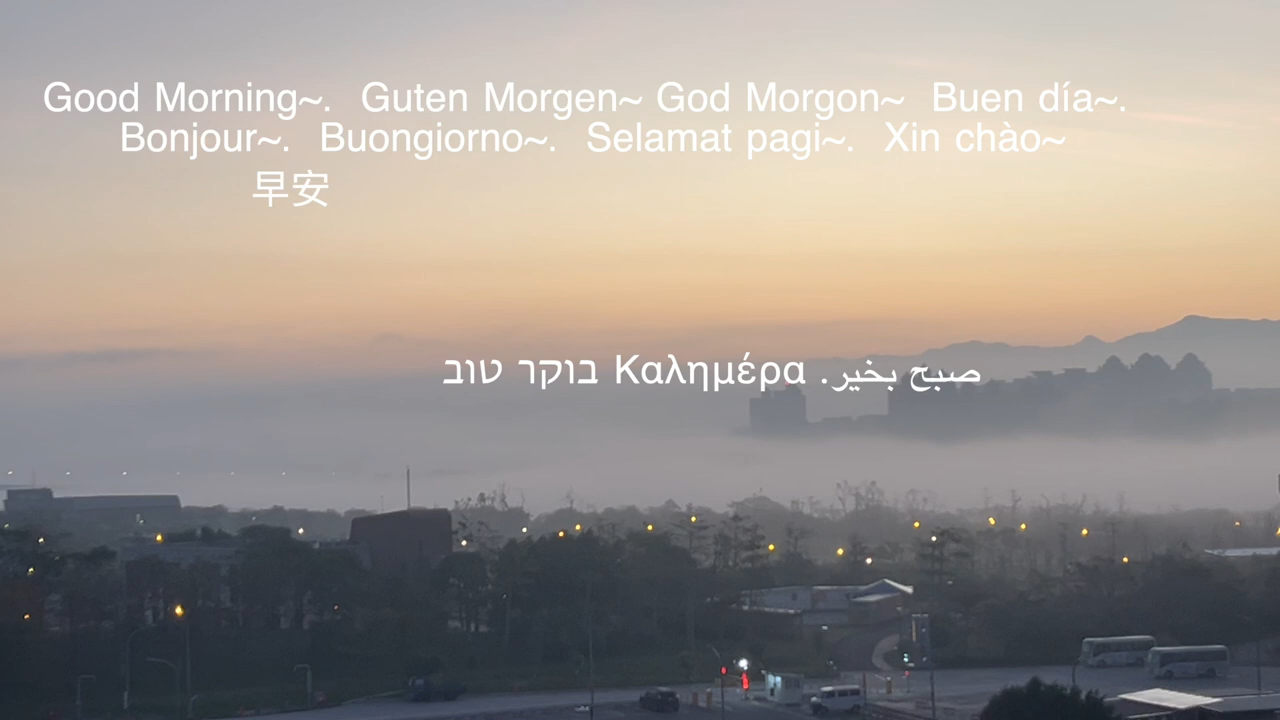 Good Morning~.  Guten Morgen~ God Morgon~  Buen día~.
Bonjour~.  Buongiorno~.  Selamat pagi~.  Xin chào~
早安
צבח בוקר טוב Καλημέρα .صبح بخير